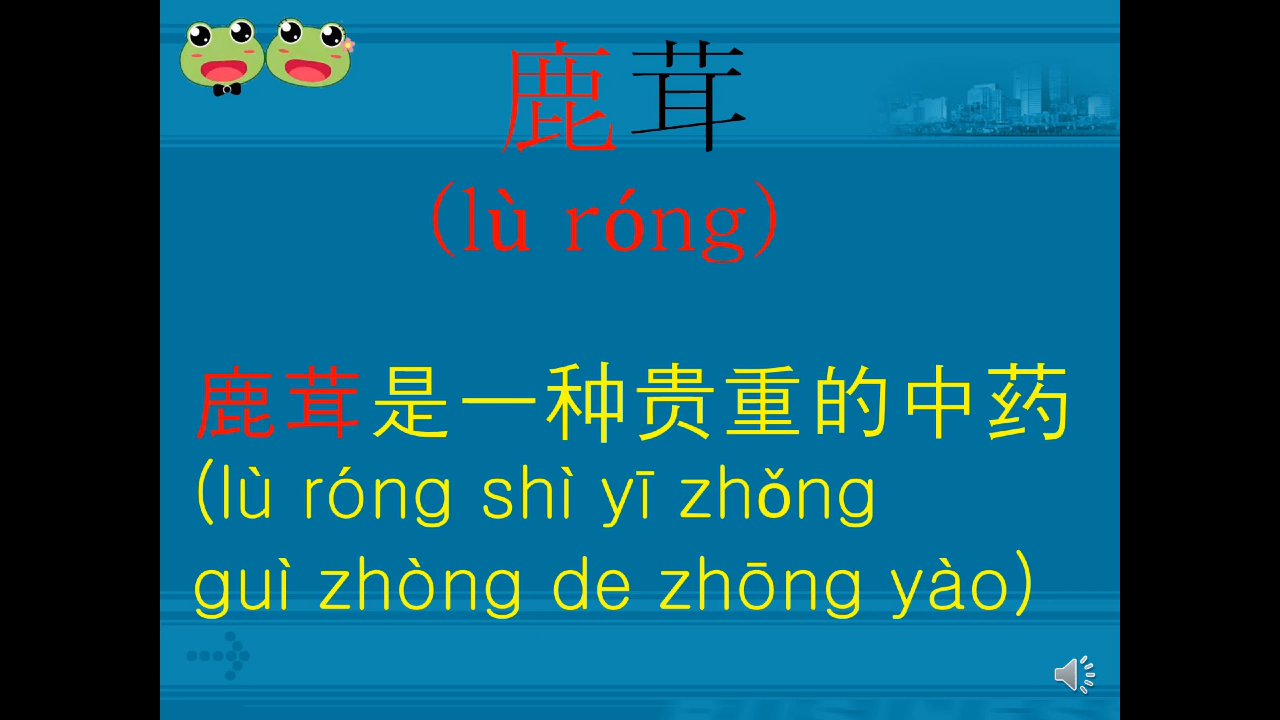 鹿茸
(lù róng)
鹿茸是一种贵重的中药
(lù róng shì yī zhǒng
guì zhòng de zhōng yào)
BUSINESS